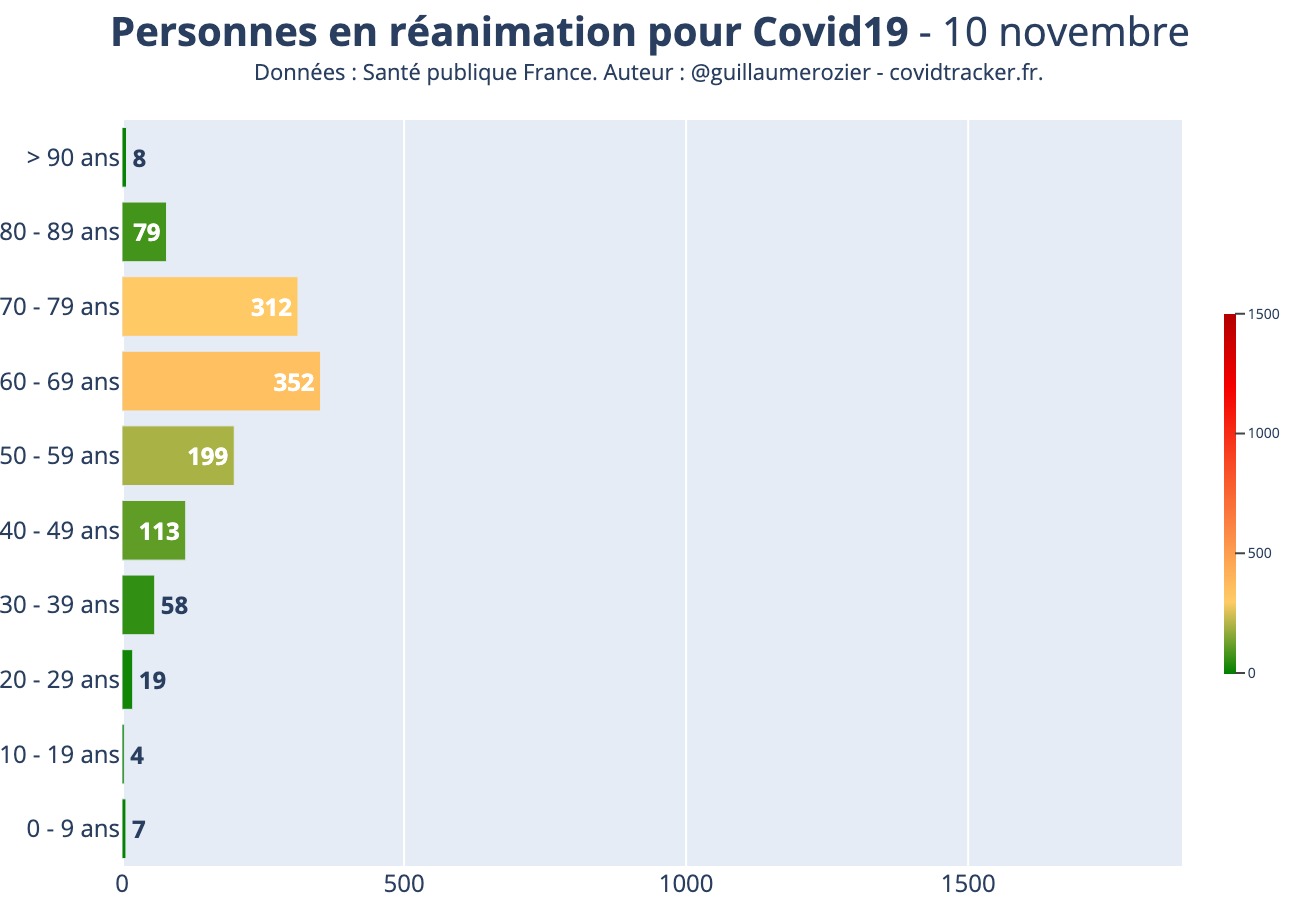 Personnes en réanimation pour Covid19 - 10 novembre
Données : Santé publique France. Auteur : @guillaumerozier - covidtracker.fr.
> 90 ans 8
80 - 89 ans 79
70 - 79 ans 312
60 - 69 ans 352
50 - 59 ans 199
40 - 49 ans 113
30 - 39 ans 58
20 - 29 ans 19
10 - 19 ans 4
0 - 9 ans 7
0 500 1000 1500
1500
1000
500
0